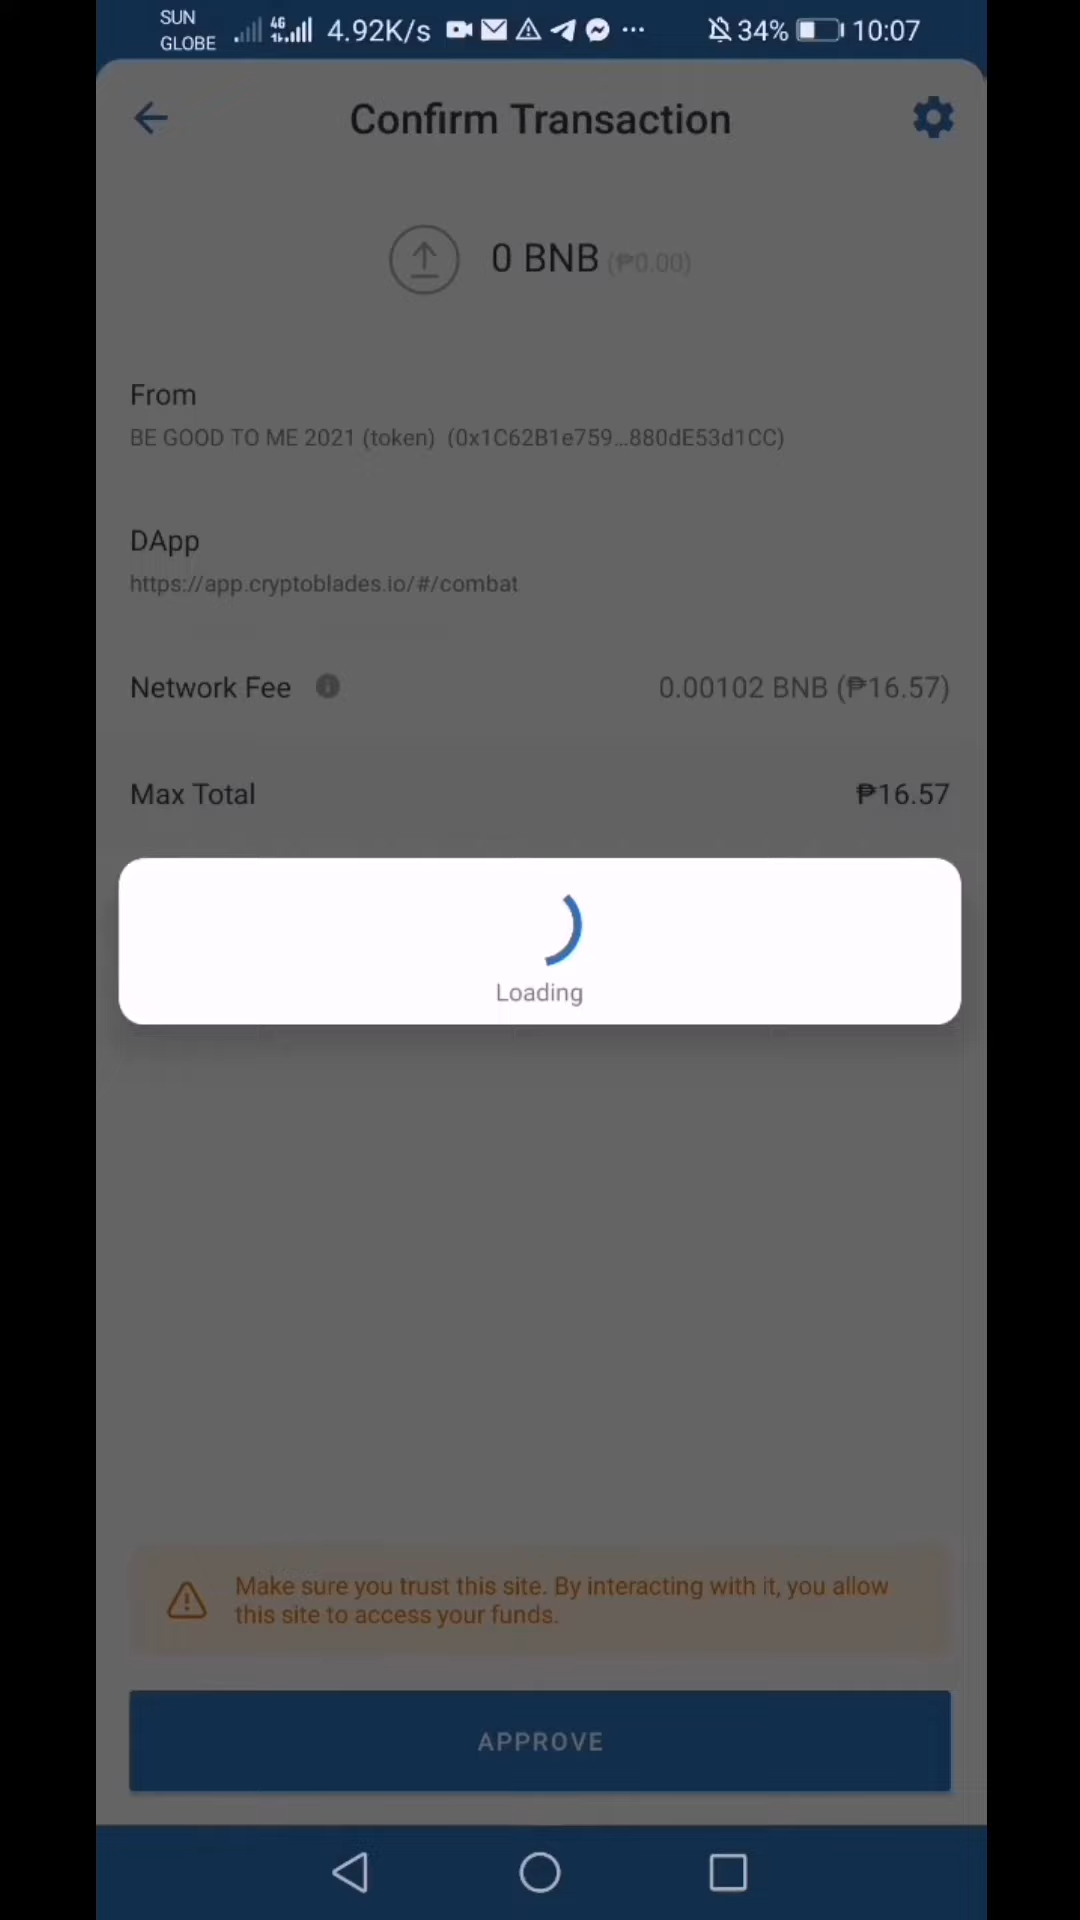 SUN
GLOBE
4G
4.92K/s
34%
10:07
Confirm Transaction
0 BNB (₱0.00)
From
BE GOOD TO ME 2021 (token) (0x1C62B1e759...880dE53d1CC)
DApp
https://app.cryptoblades.io/#/combat
Network Fee
0.00102 BNB (₱16.57)
Max Total
₱16.57
Loading
Make sure you trust this site. By interacting with it, you allow
this site to access your funds.
APPROVE